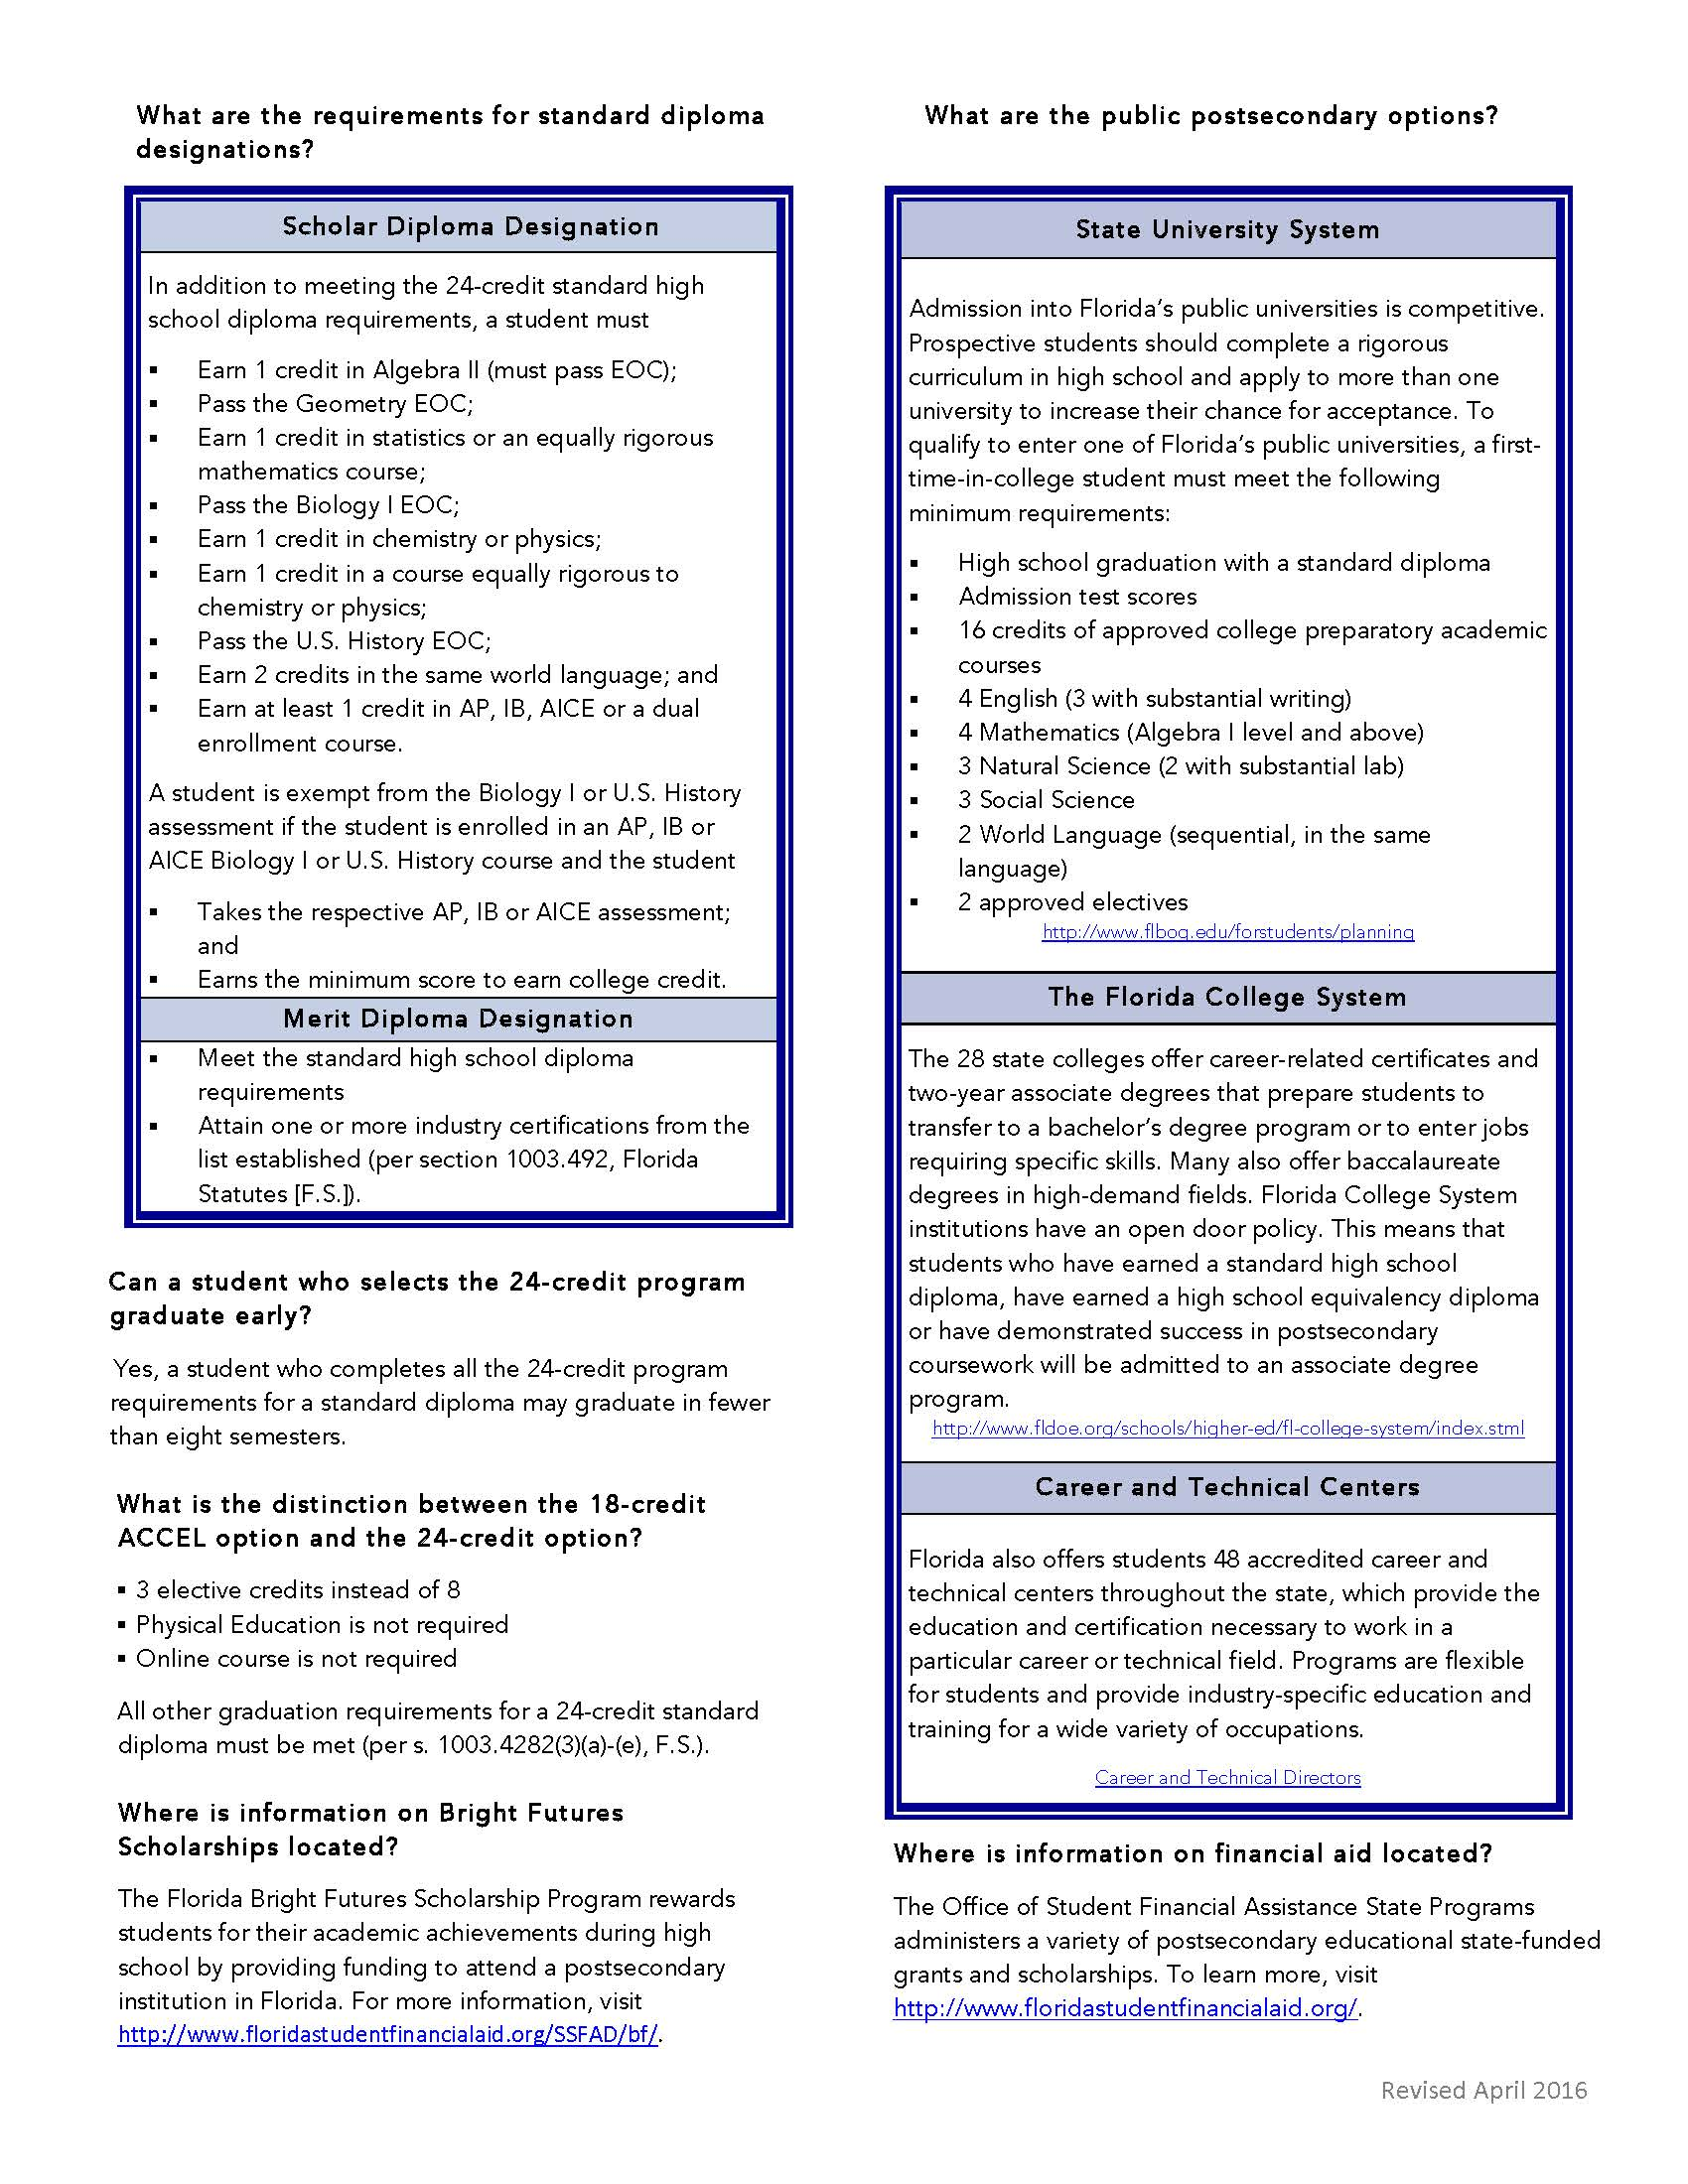 What are the requirements for standard diploma
designations?
Scholar Diploma Designation
In addition to meeting the 24-credit standard high
school diploma requirements, a student must
▪ Earn 1 credit in Algebra II (must pass EOC);
▪ Pass the Geometry EOC;
▪ Earn 1 credit in statistics or an equally rigorous
mathematics course;
▪ Pass the Biology I EOC;
▪ Earn 1 credit in chemistry or physics;
▪ Earn 1 credit in a course equally rigorous to
chemistry or physics;
▪ Pass the U.S. History EOC;
▪ Earn 2 credits in the same world language; and
▪ Earn at least 1 credit in AP, IB, AICE or a dual
enrollment course.
A student is exempt from the Biology I or U.S. History
assessment if the student is enrolled in an AP, IB or
AICE Biology I or U.S. History course and the student
▪ Takes the respective AP, IB or AICE assessment;
and
▪ Earns the minimum score to earn college credit.
Merit Diploma Designation
▪ Meet the standard high school diploma
requirements
▪ Attain one or more industry certifications from the
list established (per section 1003.492, Florida
Statutes [F.S.]).
Can a student who selects the 24-credit program
graduate early?
Yes, a student who completes all the 24-credit program
requirements for a standard diploma may graduate in fewer
than eight semesters.
What is the distinction between the 18-credit
ACCEL option and the 24-credit option?
▪ 3 elective credits instead of 8
▪ Physical Education is not required
▪ Online course is not required
All other graduation requirements for a 24-credit standard
diploma must be met (per s. 1003.4282(3)(a)-(e), F.S.).
Where is information on Bright Futures
Scholarships located?
The Florida Bright Futures Scholarship Program rewards
students for their academic achievements during high
school by providing funding to attend a postsecondary
institution in Florida. For more information, visit
http://www.floridastudentfinancialaid.org/SSFAD/bf/.
What are the public postsecondary options?
State University System
Admission into Florida’s public universities is competitive.
Prospective students should complete a rigorous
curriculum in high school and apply to more than one
university to increase their chance for acceptance. To
qualify to enter one of Florida’s public universities, a first-
time-in-college student must meet the following
minimum requirements:
▪ High school graduation with a standard diploma
▪ Admission test scores
▪ 16 credits of approved college preparatory academic
courses
▪ 4 English (3 with substantial writing)
▪ 4 Mathematics (Algebra I level and above)
▪ 3 Natural Science (2 with substantial lab)
▪ 3 Social Science
▪ 2 World Language (sequential, in the same
language)
▪ 2 approved electives
http://www.flbog.edu/forstudents/planning
The Florida College System
The 28 state colleges offer career-related certificates and
two-year associate degrees that prepare students to
transfer to a bachelor’s degree program or to enter jobs
requiring specific skills. Many also offer baccalaureate
degrees in high-demand fields. Florida College System
institutions have an open door policy. This means that
students who have earned a standard high school
diploma, have earned a high school equivalency diploma
or have demonstrated success in postsecondary
coursework will be admitted to an associate degree
program.
http://www.fldoe.org/schools/higher-ed/fl-college-system/index.stml
Career and Technical Centers
Florida also offers students 48 accredited career and
technical centers throughout the state, which provide the
education and certification necessary to work in a
particular career or technical field. Programs are flexible
for students and provide industry-specific education and
training for a wide variety of occupations.
Career and Technical Directors
Where is information on financial aid located?
The Office of Student Financial Assistance State Programs
administers a variety of postsecondary educational state-funded
grants and scholarships. To learn more, visit
http://www.floridastudentfinancialaid.org/.
Revised April 2016